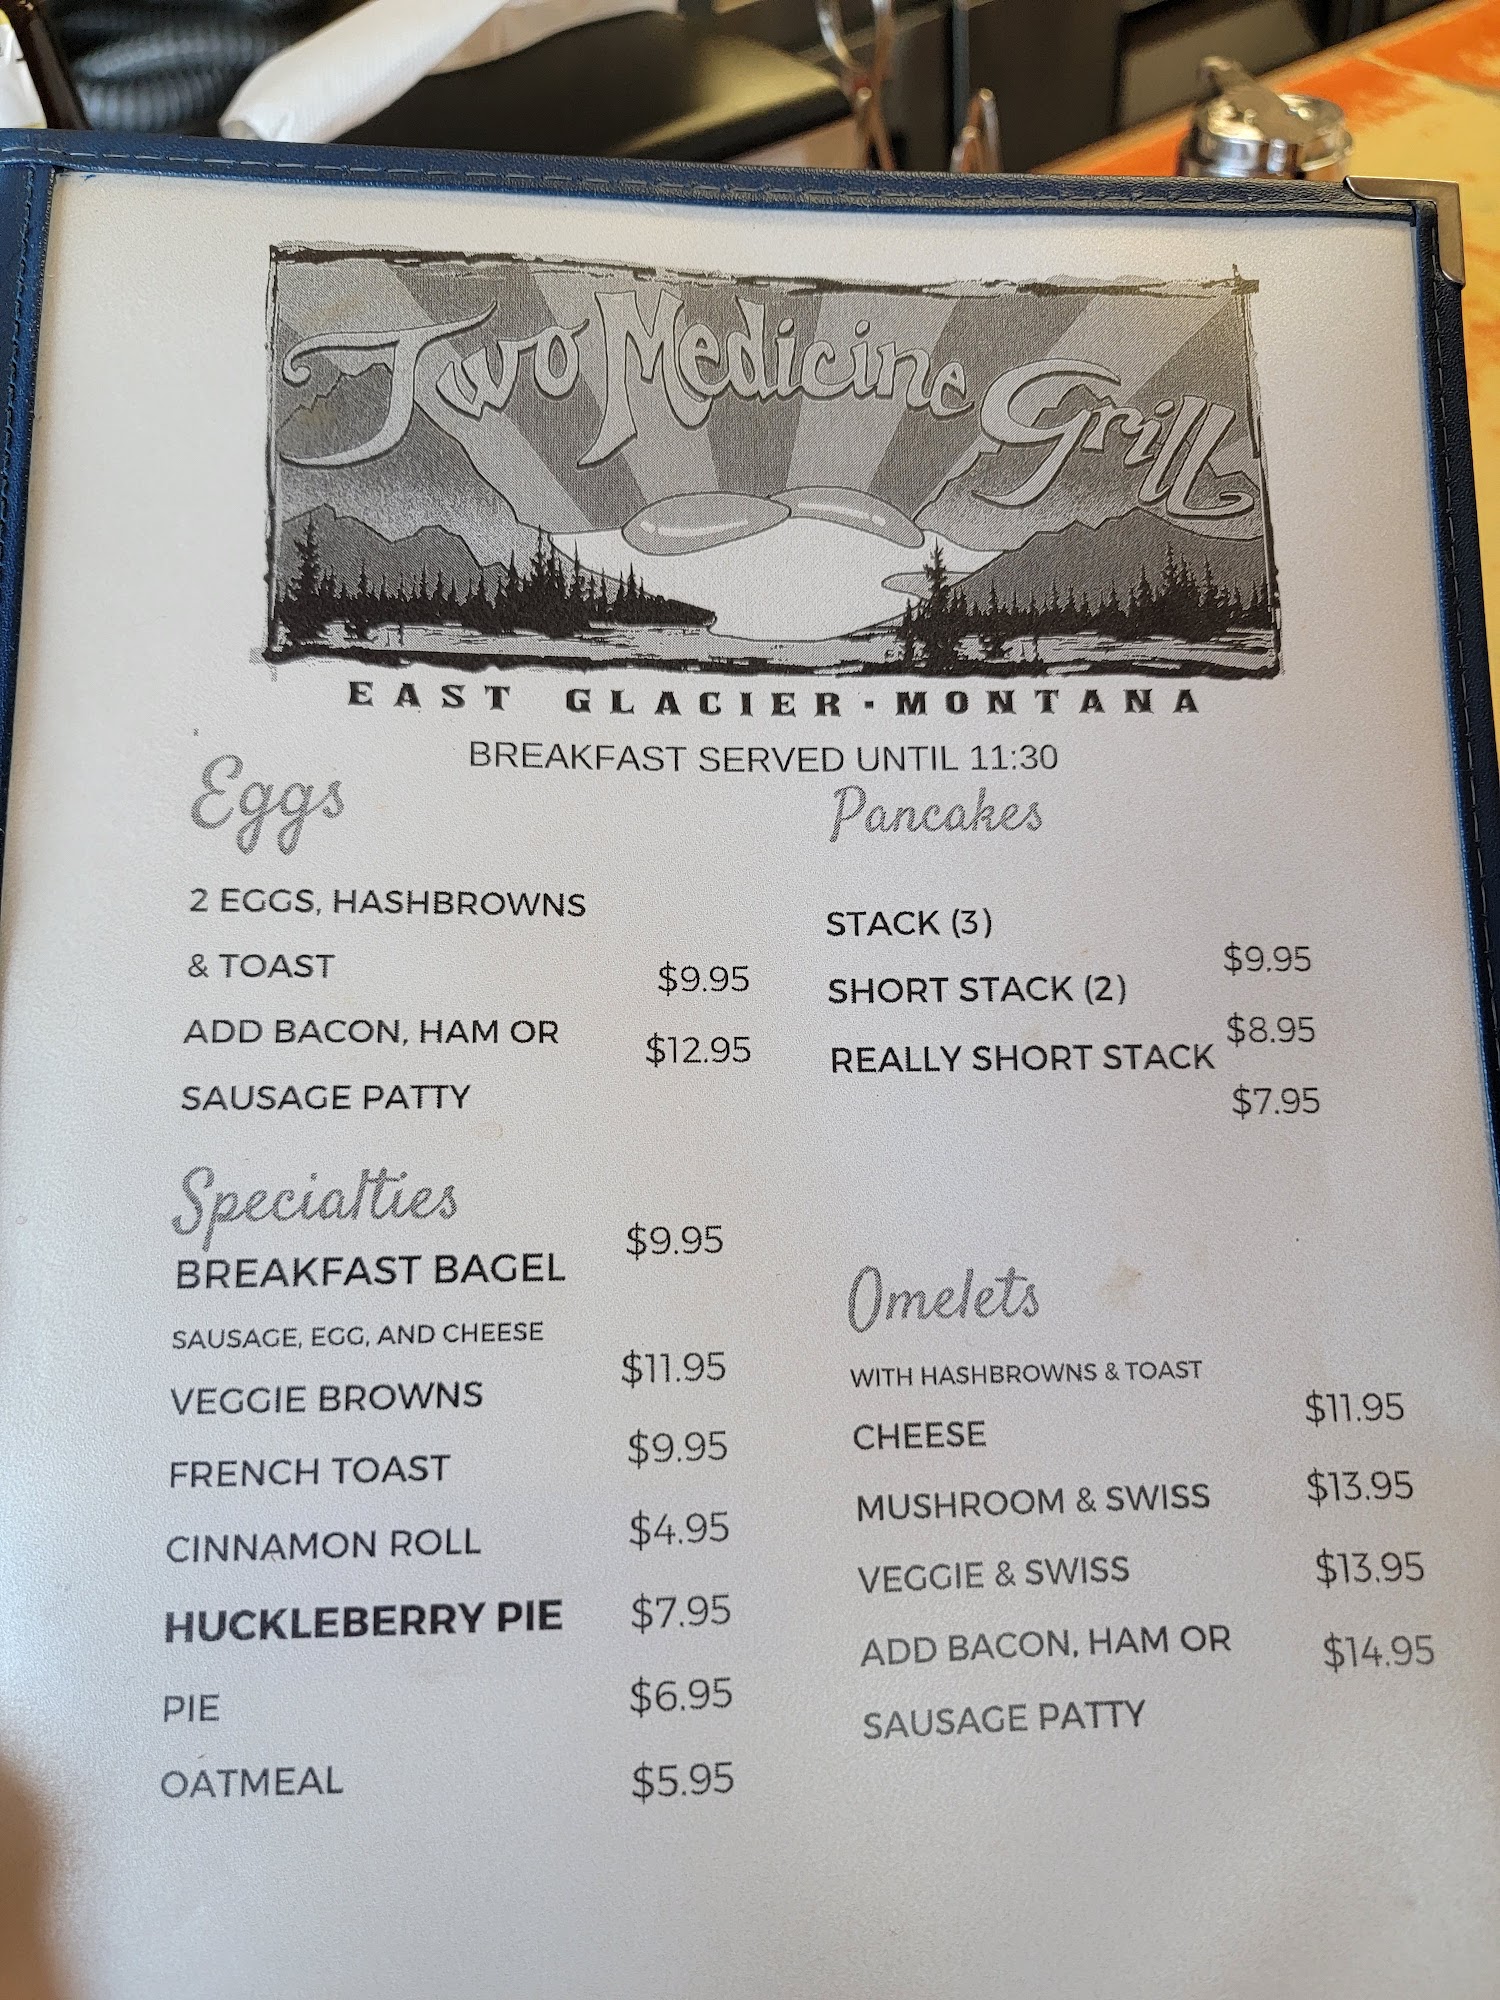 Two Medicine Grill
EAST GLACIER · MONTANA
BREAKFAST SERVED UNTIL 11:30
Eggs
2 EGGS, HASHBROWNS
& TOAST $9.95
ADD BACON, HAM OR $12.95
SAUSAGE PATTY
Specialties
BREAKFAST BAGEL $9.95
SAUSAGE, EGG, AND CHEESE
VEGGIE BROWNS $11.95
FRENCH TOAST $9.95
CINNAMON ROLL $4.95
HUCKLEBERRY PIE $7.95
PIE $6.95
OATMEAL $5.95
Pancakes
STACK (3) $9.95
SHORT STACK (2) $8.95
REALLY SHORT STACK $7.95
Omelets
WITH HASHBROWNS & TOAST
CHEESE $11.95
MUSHROOM & SWISS $13.95
VEGGIE & SWISS $13.95
ADD BACON, HAM OR $14.95
SAUSAGE PATTY